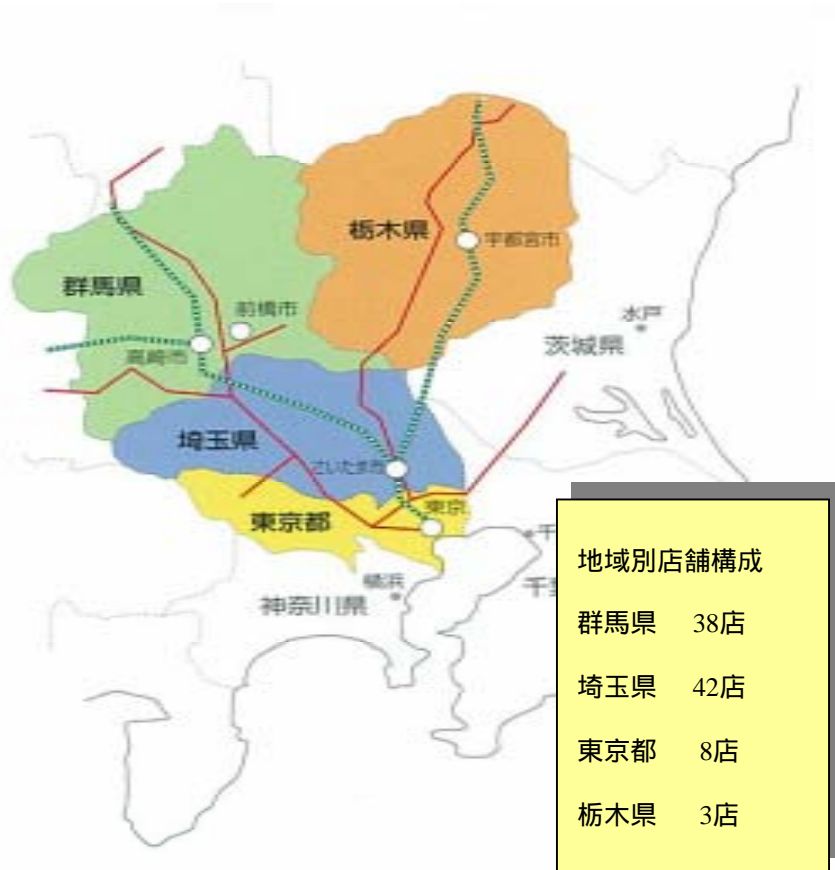 栃木県
宇都宮市
群馬県
前橋市
水戸
茨城県
高崎市
埼玉県
さいたま市
東京都
東京
千
横浜
千葉
神奈川県
地域別店舗構成
群馬県 38店
埼玉県 42店
東京都 8店
栃木県 3店